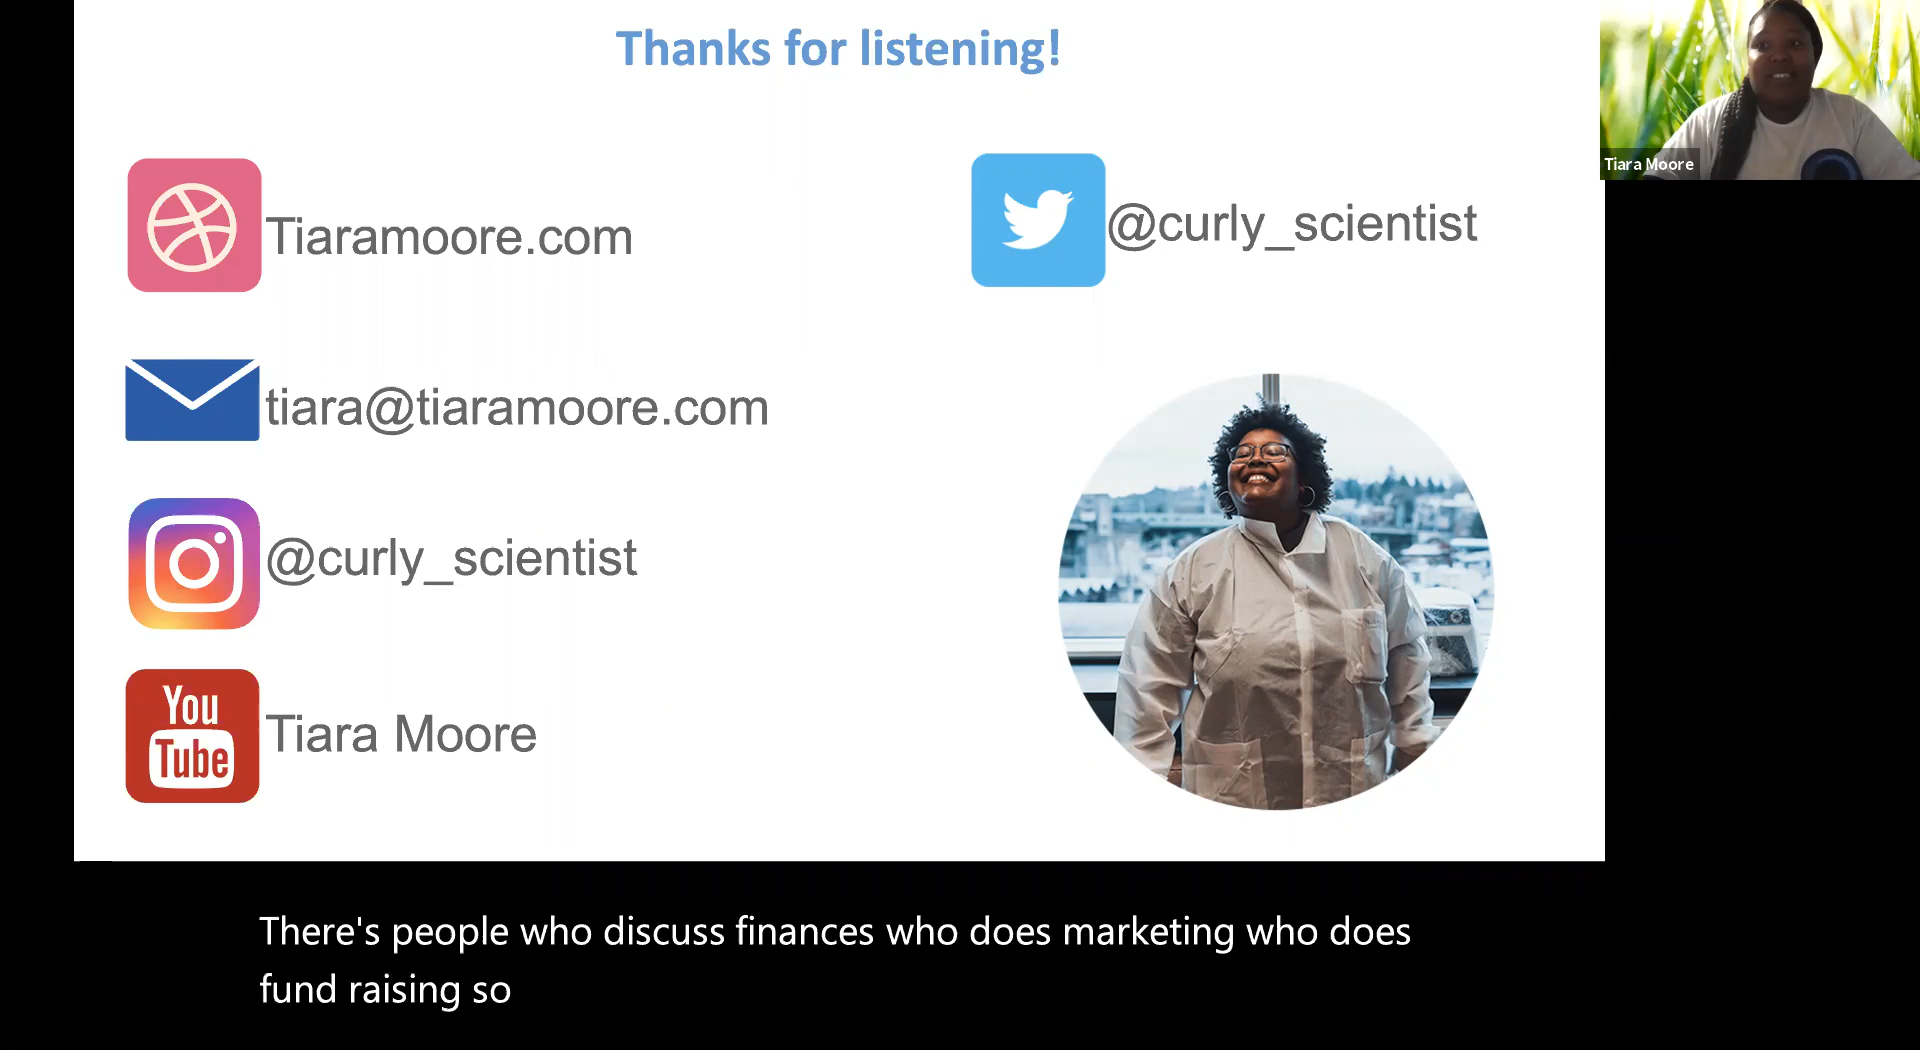 Thanks for listening!
Tiaramoore.com
@curly_scientist
tiara@tiaramoore.com
@curly_scientist
You
Tube
Tiara Moore
Tiara Moore
There's people who discuss finances who does marketing who does
fund raising so